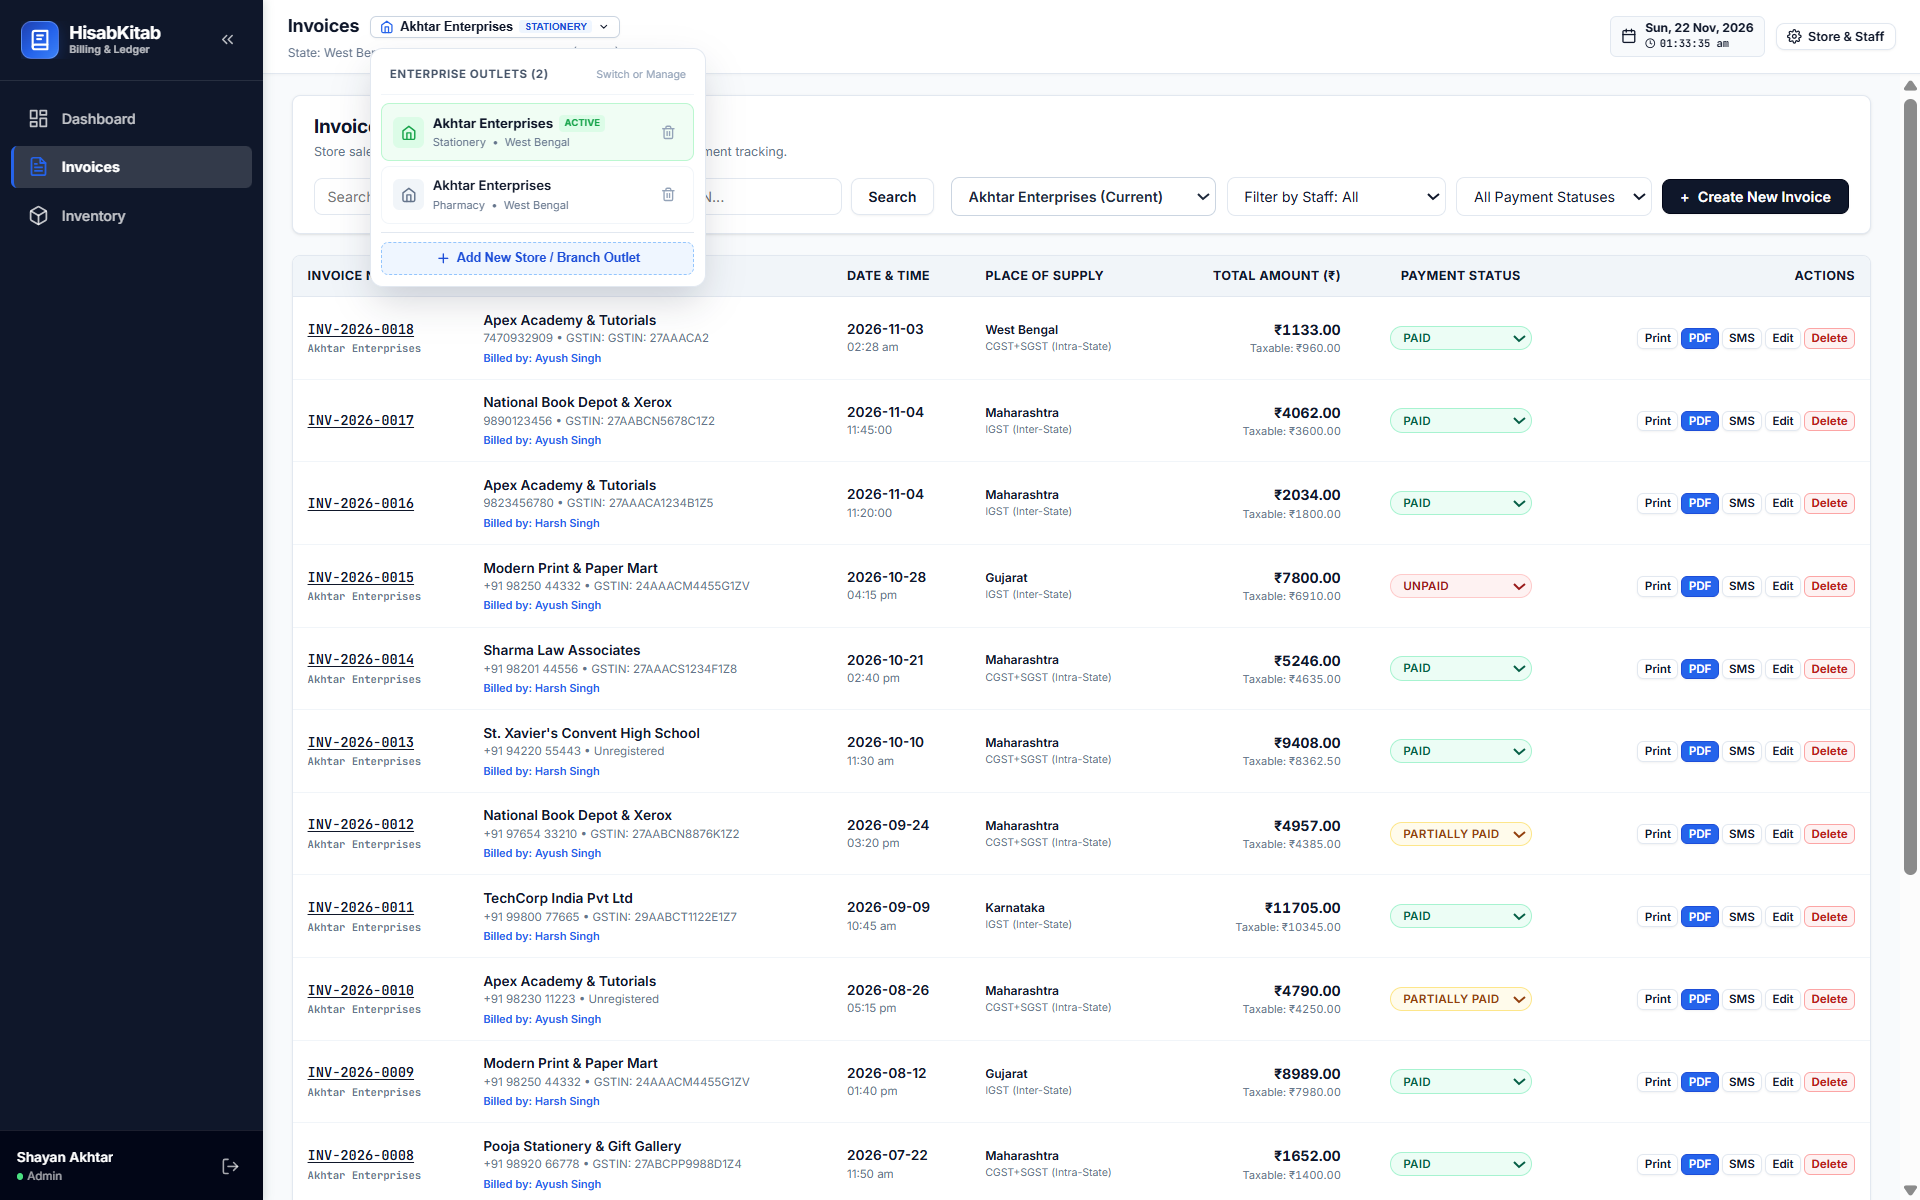 HisabKitab
Billing & Ledger
Dashboard
Invoices
Inventory
Shayan Akhtar
Admin
Invoices
Akhtar Enterprises STATIONERY
State: West Ben
Sun, 22 Nov, 2026
01:33:35 am
Store & Staff
ENTERPRISE OUTLETS (2) Switch or Manage
Akhtar Enterprises ACTIVE
Stationery • West Bengal
Akhtar Enterprises
Pharmacy • West Bengal
+ Add New Store / Branch Outlet
Invoic
Store sale ment tracking.
Search N... Search Akhtar Enterprises (Current) Filter by Staff: All All Payment Statuses + Create New Invoice
INVOICE N DATE & TIME PLACE OF SUPPLY TOTAL AMOUNT (₹) PAYMENT STATUS ACTIONS
INV-2026-0018
Akhtar Enterprises
Apex Academy & Tutorials
7470932909 • GSTIN: GSTIN: 27AAACA2
Billed by: Ayush Singh
2026-11-03
02:28 am
West Bengal
CGST+SGST (Intra-State)
₹1133.00
Taxable: ₹960.00
PAID
Print PDF SMS Edit Delete
INV-2026-0017
National Book Depot & Xerox
9890123456 • GSTIN: 27AABCN5678C1Z2
Billed by: Ayush Singh
2026-11-04
11:45:00
Maharashtra
IGST (Inter-State)
₹4062.00
Taxable: ₹3600.00
PAID
Print PDF SMS Edit Delete
INV-2026-0016
Apex Academy & Tutorials
9823456780 • GSTIN: 27AAACA1234B1Z5
Billed by: Harsh Singh
2026-11-04
11:20:00
Maharashtra
IGST (Inter-State)
₹2034.00
Taxable: ₹1800.00
PAID
Print PDF SMS Edit Delete
INV-2026-0015
Akhtar Enterprises
Modern Print & Paper Mart
+91 98250 44332 • GSTIN: 24AAACM4455G1ZV
Billed by: Ayush Singh
2026-10-28
04:15 pm
Gujarat
IGST (Inter-State)
₹7800.00
Taxable: ₹6910.00
UNPAID
Print PDF SMS Edit Delete
INV-2026-0014
Akhtar Enterprises
Sharma Law Associates
+91 98201 44556 • GSTIN: 27AAACS1234F1Z8
Billed by: Harsh Singh
2026-10-21
02:40 pm
Maharashtra
CGST+SGST (Intra-State)
₹5246.00
Taxable: ₹4635.00
PAID
Print PDF SMS Edit Delete
INV-2026-0013
Akhtar Enterprises
St. Xavier's Convent High School
+91 94220 55443 • Unregistered
Billed by: Harsh Singh
2026-10-10
11:30 am
Maharashtra
CGST+SGST (Intra-State)
₹9408.00
Taxable: ₹8362.50
PAID
Print PDF SMS Edit Delete
INV-2026-0012
Akhtar Enterprises
National Book Depot & Xerox
+91 97654 33210 • GSTIN: 27AABCN8876K1Z2
Billed by: Ayush Singh
2026-09-24
03:20 pm
Maharashtra
CGST+SGST (Intra-State)
₹4957.00
Taxable: ₹4385.00
PARTIALLY PAID
Print PDF SMS Edit Delete
INV-2026-0011
Akhtar Enterprises
TechCorp India Pvt Ltd
+91 99800 77665 • GSTIN: 29AABCT1122E1Z7
Billed by: Harsh Singh
2026-09-09
10:45 am
Karnataka
IGST (Inter-State)
₹11705.00
Taxable: ₹10345.00
PAID
Print PDF SMS Edit Delete
INV-2026-0010
Akhtar Enterprises
Apex Academy & Tutorials
+91 98230 11223 • Unregistered
Billed by: Ayush Singh
2026-08-26
05:15 pm
Maharashtra
CGST+SGST (Intra-State)
₹4790.00
Taxable: ₹4250.00
PARTIALLY PAID
Print PDF SMS Edit Delete
INV-2026-0009
Akhtar Enterprises
Modern Print & Paper Mart
+91 98250 44332 • GSTIN: 24AAACM4455G1ZV
Billed by: Harsh Singh
2026-08-12
01:40 pm
Gujarat
IGST (Inter-State)
₹8989.00
Taxable: ₹7980.00
PAID
Print PDF SMS Edit Delete
INV-2026-0008
Akhtar Enterprises
Pooja Stationery & Gift Gallery
+91 98920 66778 • GSTIN: 27ABCPP9988D1Z4
Billed by: Ayush Singh
2026-07-22
11:50 am
Maharashtra
CGST+SGST (Intra-State)
₹1652.00
Taxable: ₹1400.00
PAID
Print PDF SMS Edit Delete